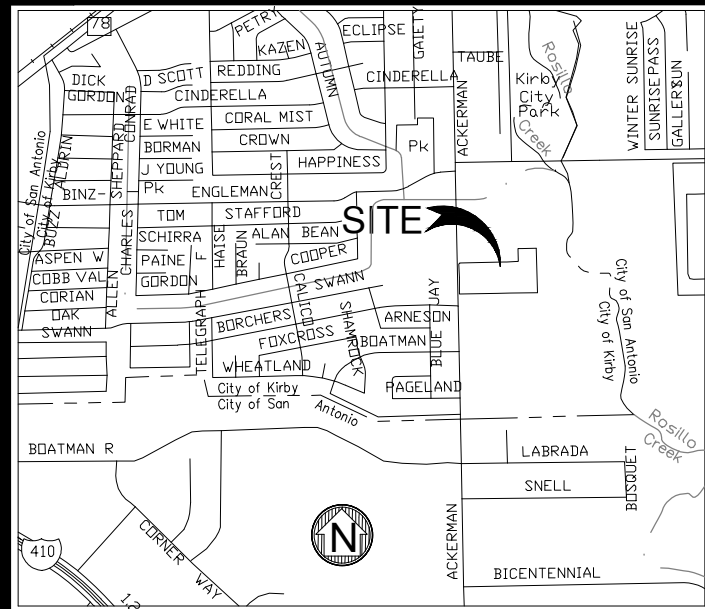 78
PETRY
ECLIPSE
GAIETY
KAZEN
AUTUMN
TAUBE
Rosillo
Creek
WINTER SUNRISE
SUNRISE PASS
GALLERY SUN
DICK
GORDON
D SCOTT
REDDING
CINDERELLA
Kirby
City
Park
CINDERELLA
CONRAD
SHEPPARD
E WHITE
CORAL MIST
CROWN
ACKERMAN
Pk
City of San Antonio
City of Kirby
BUZZ ALDRIN
BORMAN
J YOUNG
HAPPINESS
CREST
BINZ-
Pk
ENGLEMAN
TOM
STAFFORD
SITE
SCHIRRA
HAISE
BRAUN
ALAN BEAN
CHARLES
ASPEN W
PAINE
F
COOPER
COBB VAL
GORDON
SWANN
CORIAN
ALLEN
TELEGRAPH
CALICO
SHAMROCK
BLUE JAY
City of San Antonio
City of Kirby
OAK
SWANN
BORCHERS
ARNESON
FOXCROSS
BOATMAN
WHEATLAND
PAGELAND
City of Kirby
City of San Antonio
Rosillo
Creek
BOATMAN R
LABRADA
SNELL
BOSQUET
ACKERMAN
CORNER WAY
N
410
BICENTENNIAL